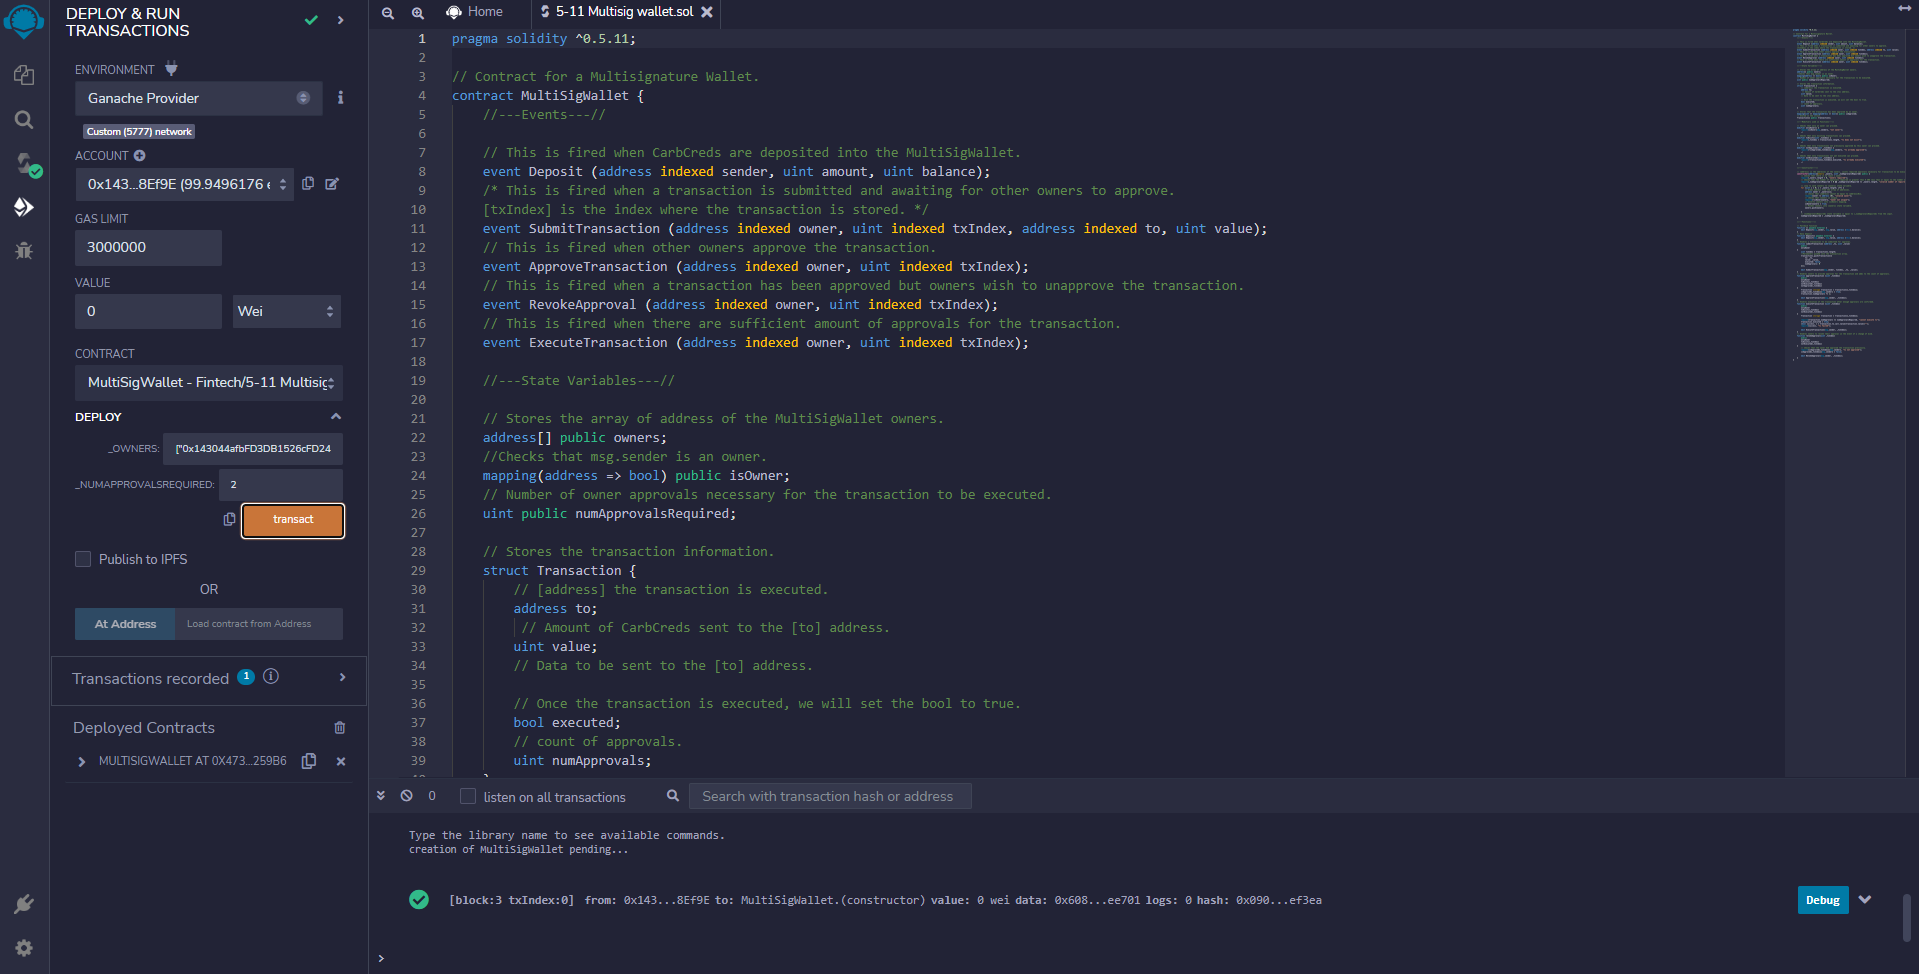 DEPLOY & RUN
TRANSACTIONS
ENVIRONMENT
Ganache Provider
Custom (5777) network
ACCOUNT
0x143...8Ef9E (99.9496176 e
GAS LIMIT
3000000
VALUE
0
Wei
CONTRACT
MultiSigWallet - Fintech/5-11 Multisig
DEPLOY
_OWNERS:
["0x143044afbFD3DB1526cFD24
_NUMAPPROVALSREQUIRED:
2
transact
Publish to IPFS
OR
At Address
Load contract from Address
Transactions recorded 1
Deployed Contracts
MULTISIGWALLET AT 0X473...259B6
Home
5-11 Multisig wallet.sol
1 pragma solidity ^0.5.11;
2
3 // Contract for a Multisignature Wallet.
4 contract MultiSigWallet {
5 //---Events---//
6
7 // This is fired when CarbCreds are deposited into the MultiSigWallet.
8 event Deposit (address indexed sender, uint amount, uint balance);
9 /* This is fired when a transaction is submitted and awaiting for other owners to approve.
10 [txIndex] is the index where the transaction is stored. */
11 event SubmitTransaction (address indexed owner, uint indexed txIndex, address indexed to, uint value);
12 // This is fired when other owners approve the transaction.
13 event ApproveTransaction (address indexed owner, uint indexed txIndex);
14 // This is fired when a transaction has been approved but owners wish to unapprove the transaction.
15 event RevokeApproval (address indexed owner, uint indexed txIndex);
16 // This is fired when there are sufficient amount of approvals for the transaction.
17 event ExecuteTransaction (address indexed owner, uint indexed txIndex);
18
19 //---State Variables---//
20
21 // Stores the array of address of the MultiSigWallet owners.
22 address[] public owners;
23 //Checks that msg.sender is an owner.
24 mapping(address => bool) public isOwner;
25 // Number of owner approvals necessary for the transaction to be executed.
26 uint public numApprovalsRequired;
27
28 // Stores the transaction information.
29 struct Transaction {
30 // [address] the transaction is executed.
31 address to;
32 // Amount of CarbCreds sent to the [to] address.
33 uint value;
34 // Data to be sent to the [to] address.
35
36 // Once the transaction is executed, we will set the bool to true.
37 bool executed;
38 // count of approvals.
39 uint numApprovals;
0
listen on all transactions
Search with transaction hash or address
Type the library name to see available commands.
creation of MultiSigWallet pending...
[block:3 txIndex:0] from: 0x143...8Ef9E to: MultiSigWallet.(constructor) value: 0 wei data: 0x608...ee701 logs: 0 hash: 0x090...ef3ea
Debug
>